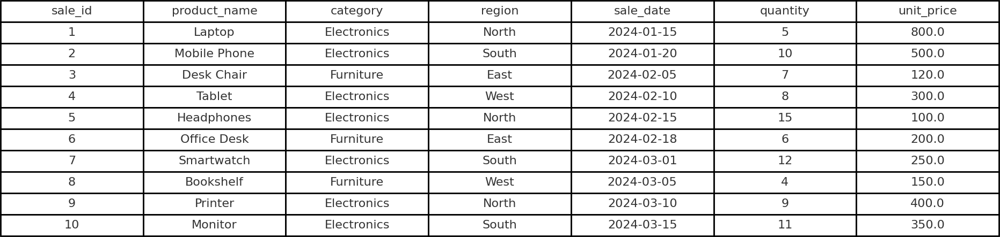 sale_id product_name category region sale_date quantity unit_price
1 Laptop Electronics North 2024-01-15 5 800.0
2 Mobile Phone Electronics South 2024-01-20 10 500.0
3 Desk Chair Furniture East 2024-02-05 7 120.0
4 Tablet Electronics West 2024-02-10 8 300.0
5 Headphones Electronics North 2024-02-15 15 100.0
6 Office Desk Furniture East 2024-02-18 6 200.0
7 Smartwatch Electronics South 2024-03-01 12 250.0
8 Bookshelf Furniture West 2024-03-05 4 150.0
9 Printer Electronics North 2024-03-10 9 400.0
10 Monitor Electronics South 2024-03-15 11 350.0